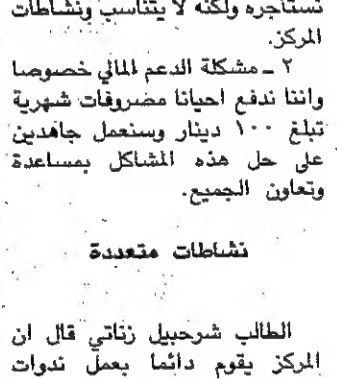 نستاجره ولكنه لا يتناسب ونشاطات
المركز.
٢ ـ مشكلة الدعم المالي خصوصا
واننا ندفع احيانا مصروفات شهرية
تبلغ ١٠٠ دينار وسنعمل جاهدين
على حل هذه المشاكل بمساعدة
وتعاون الجميع.
نشاطات متعددة
الطالب شرحبيل زناتي قال ان
المركز يقوم دائما بعمل ندوات